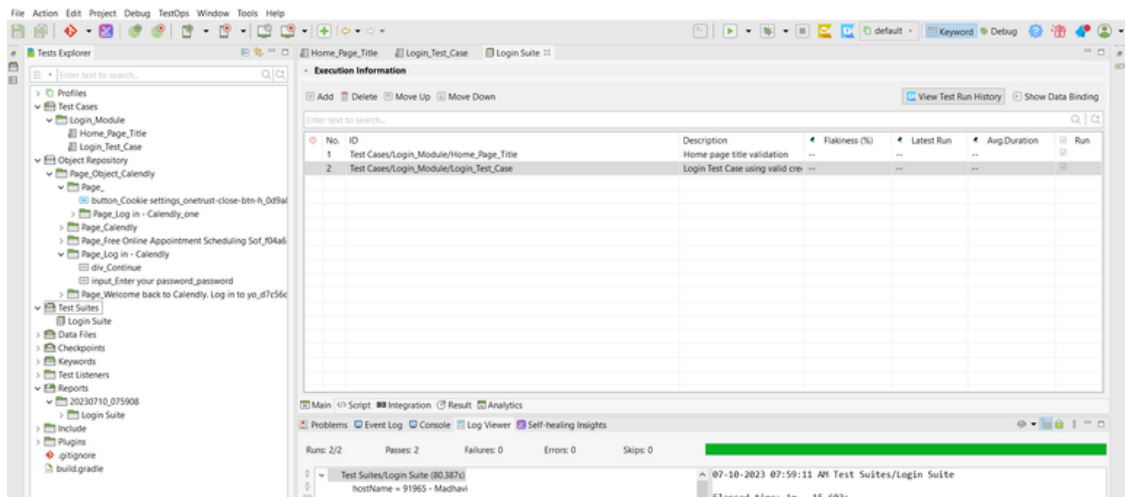 File Action Edit Project Debug TestOps Window Tools Help
default Keyword Debug
Tests Explorer
Enter text to search...
Profiles
Test Cases
Login_Module
Home_Page_Title
Login_Test_Case
Object Repository
Page_Object_Calendly
Page_
button_Cookie settings_onetrust-close-btn-h_0d9al
Page_Log in - Calendly_one
Page_Calendly
Page_Free Online Appointment Scheduling Sof_f04a6
Page_Log in - Calendly
div_Continue
input_Enter your password_password
Page_Welcome back to Calendly. Log in to yo_d7c56c
Test Suites
Login Suite
Data Files
Checkpoints
Keywords
Test Listeners
Reports
20230710_075908
Login Suite
Include
Plugins
.gitignore
build.gradle
Home_Page_Title Login_Test_Case Login Suite
Execution Information
Add Delete Move Up Move Down View Test Run History Show Data Binding
Enter text to search...
No. ID Description Flakiness (%) Latest Run Avg.Duration Run
1 Test Cases/Login_Module/Home_Page_Title Home page title validation -- -- --
2 Test Cases/Login_Module/Login_Test_Case Login Test Case using valid cre -- -- --
Main Script Integration Result Analytics
Problems Event Log Console Log Viewer Self-healing Insights
Runs: 2/2 Passes: 2 Failures: 0 Errors: 0 Skips: 0
Test Suites/Login Suite (80.387s) 07-10-2023 07:59:11 AM Test Suites/Login Suite
hostName = 91965 - Madhavi
Elapsed time: 1m - 15.602s